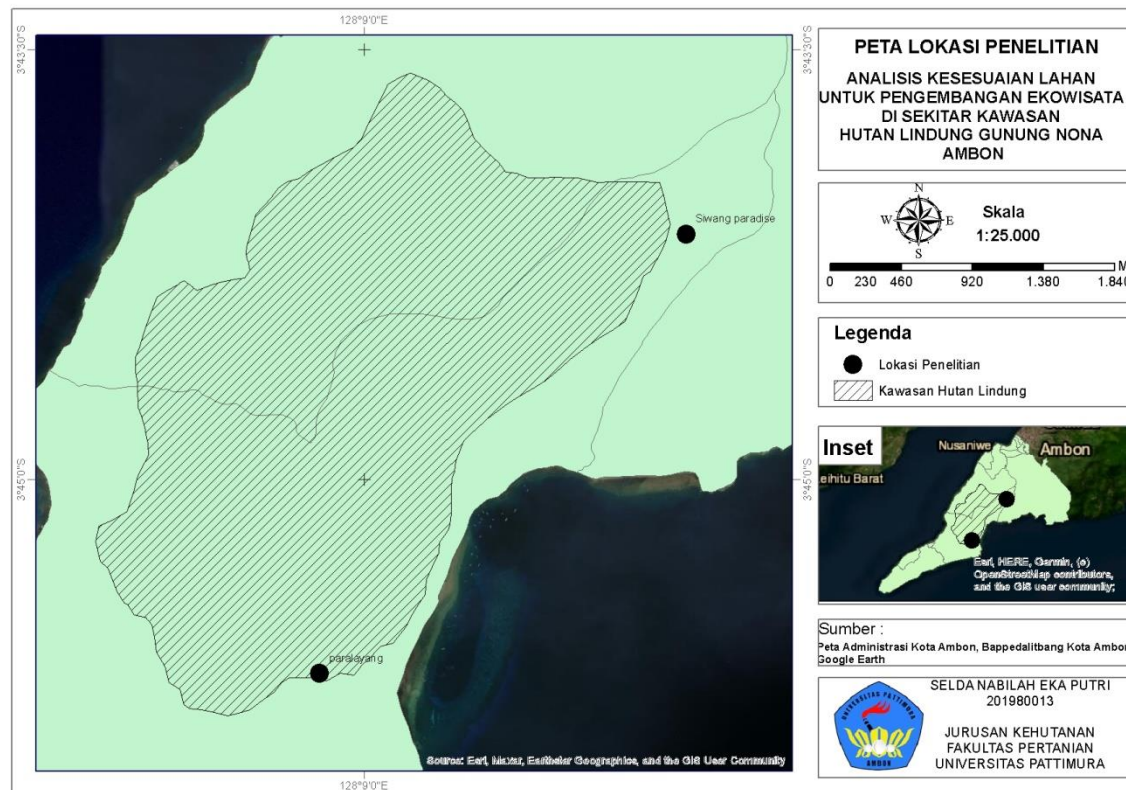 128°9'0"E
3°43'30"S
3°43'30"S
Siwang paradise
3°45'0"S
3°45'0"S
paralayang
Source: Esri, Maxar, Earthstar Geographics, and the GIS User Community
128°9'0"E
PETA LOKASI PENELITIAN
ANALISIS KESESUAIAN LAHAN
UNTUK PENGEMBANGAN EKOWISATA
DI SEKITAR KAWASAN
HUTAN LINDUNG GUNUNG NONA
AMBON
N
W E
S
Skala
1:25.000
M
0 230 460 920 1.380 1.840
Legenda
Lokasi Penelitian
Kawasan Hutan Lindung
Inset
Nusaniwe
Ambon
eihitu Barat
Esri, HERE, Garmin, (c)
OpenStreetMap contributors,
and the GIS user community;
Sumber :
Peta Administrasi Kota Ambon, Bappedalitbang Kota Ambon
Google Earth
UNIVERSITAS PATTIMURA
AMBON
SELDA NABILAH EKA PUTRI
201980013
JURUSAN KEHUTANAN
FAKULTAS PERTANIAN
UNIVERSITAS PATTIMURA